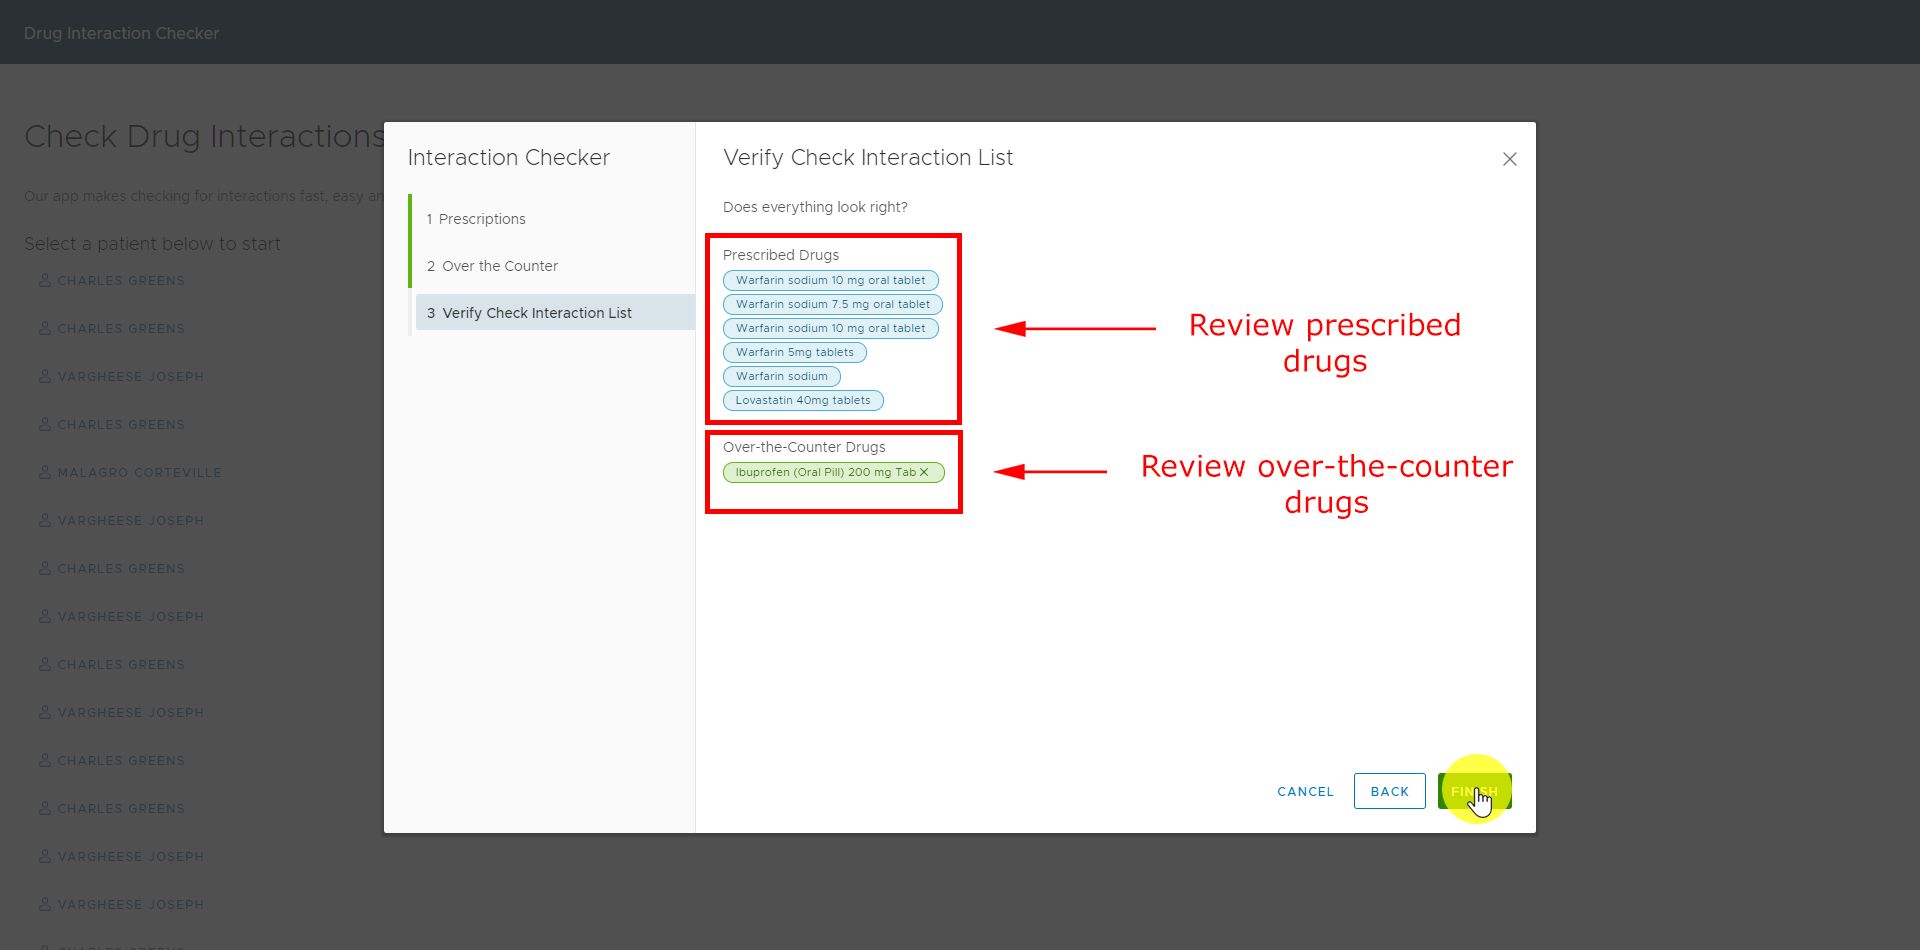 Drug Interaction Checker
Check Drug Interactions
Our app makes checking for interactions fast, easy
Select a patient below to start
CHARLES GREENS
CHARLES GREENS
VARGHEESE JOSEPH
CHARLES GREENS
MALAGRO CORTEVILLE
VARGHEESE JOSEPH
CHARLES GREENS
VARGHEESE JOSEPH
CHARLES GREENS
VARGHEESE JOSEPH
CHARLES GREENS
CHARLES GREENS
VARGHEESE JOSEPH
VARGHEESE JOSEPH
Interaction Checker
1 Prescriptions
2 Over the Counter
3 Verify Check Interaction List
Verify Check Interaction List
Does everything look right?
Prescribed Drugs
Warfarin sodium 10 mg oral tablet
Warfarin sodium 7.5 mg oral tablet
Warfarin sodium 10 mg oral tablet
Warfarin 5mg tablets
Warfarin sodium
Lovastatin 40mg tablets
Over-the-Counter Drugs
Ibuprofen (Oral Pill) 200 mg Tab
Review prescribed
drugs
Review over-the-counter
drugs
CANCEL
BACK
FINISH